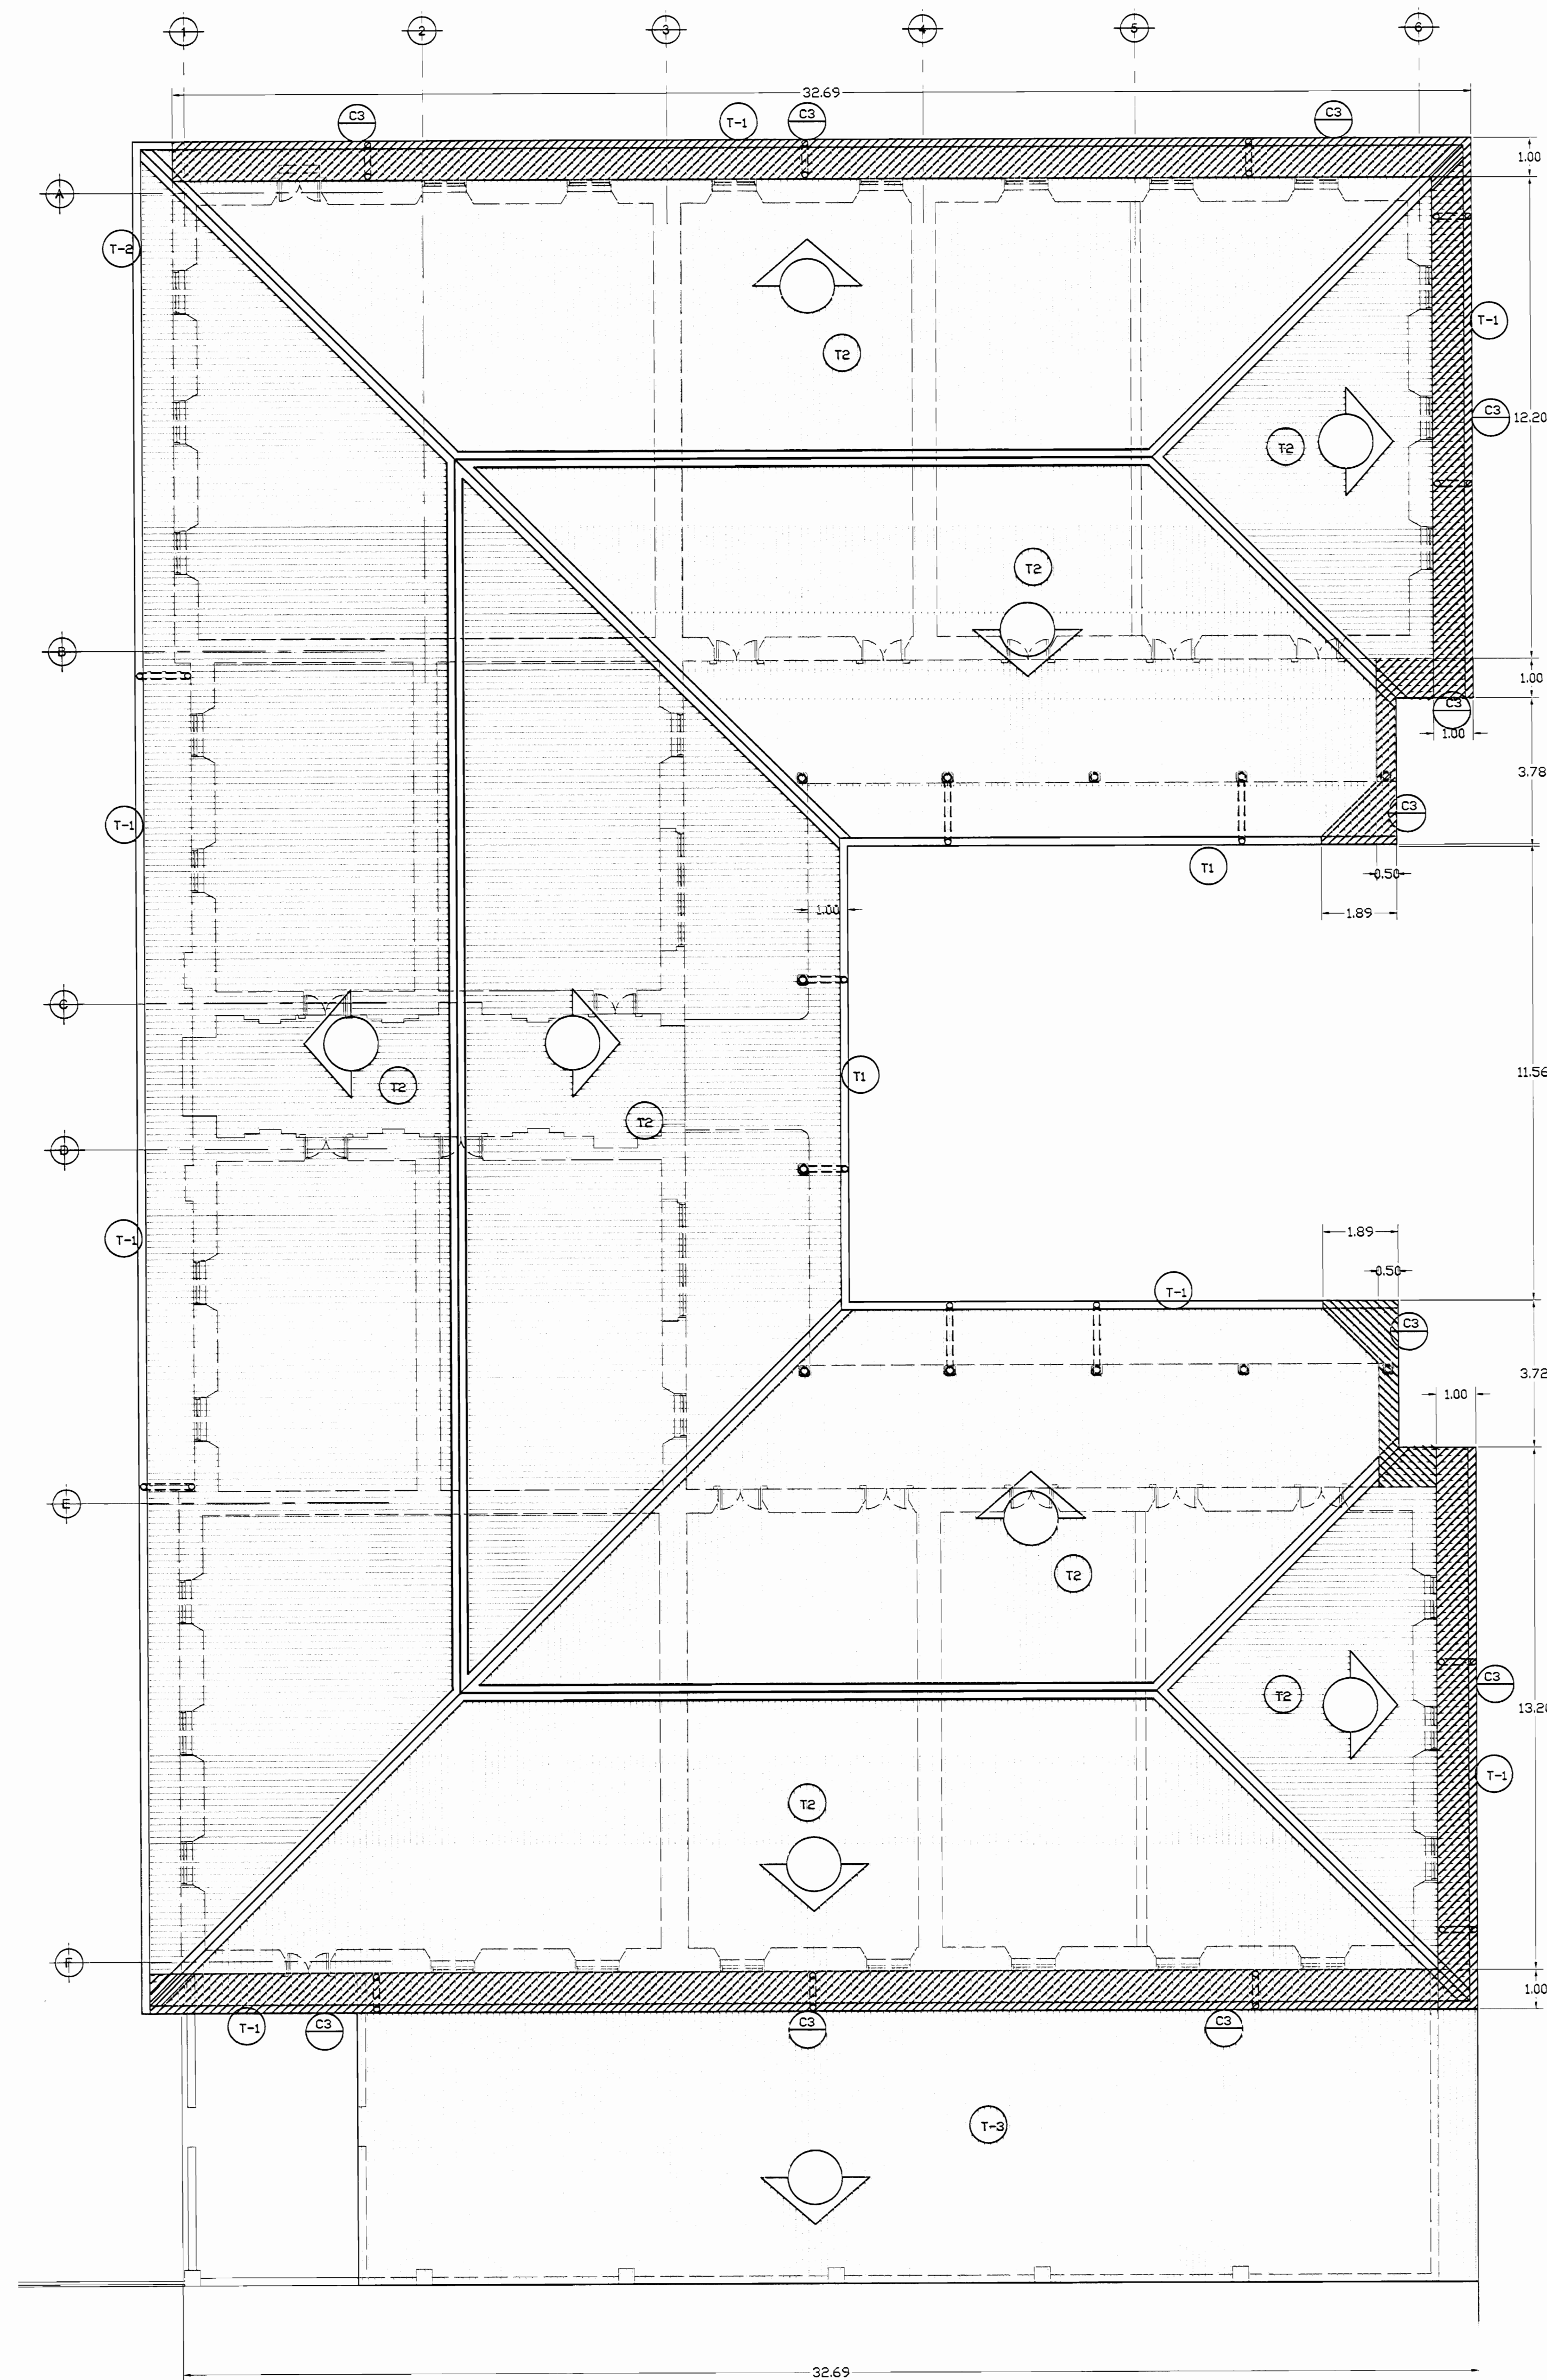 1 2 3 4 5 6
32.69
C3 T-1 C3 C3
1.00
A
T-2
T-1
T2
C3 12.20
T2
T2
B
1.00
C3
1.00
3.78
T-1
C3
T1
0.50
1.00
1.89
C
T1
11.56
T2
T2
D
T-1
1.89
0.50
T-1
C3
3.72
1.00
E
T2
T2
C3
13.20
T-1
T2
F
1.00
T-1 C3 C3 C3
T-3
32.69